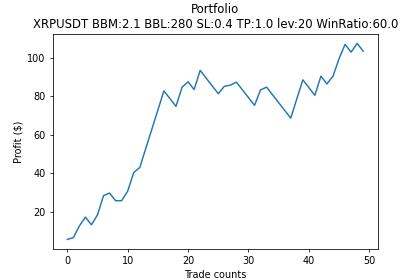 Portfolio
XRPUSDT BBM:2.1 BBL:280 SL:0.4 TP:1.0 lev:20 WinRatio:60.0
100
80
60
40
20
Profit ($)
0 10 20 30 40 50
Trade counts